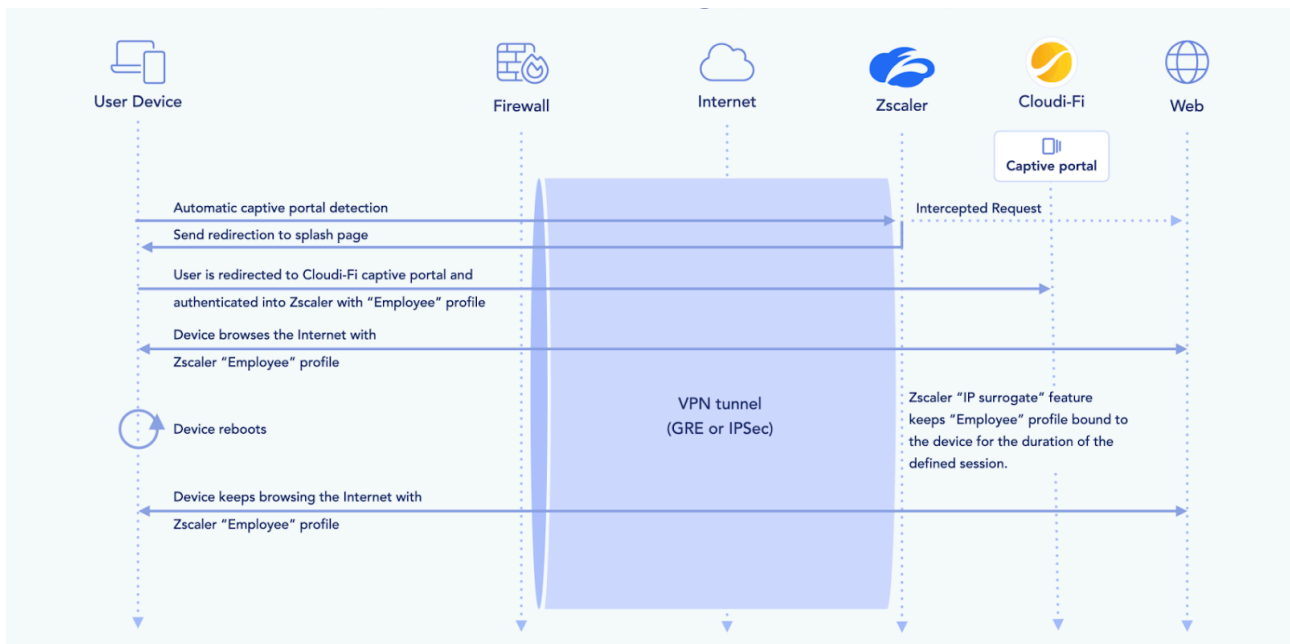 User Device
Firewall
Internet
Zscaler
Cloudi-Fi
Web
Captive portal
Automatic captive portal detection
Intercepted Request
Send redirection to splash page
User is redirected to Cloudi-Fi captive portal and
authenticated into Zscaler with “Employee” profile
Device browses the Internet with
Zscaler “Employee” profile
VPN tunnel
(GRE or IPSec)
Zscaler “IP surrogate” feature
keeps “Employee” profile bound to
the device for the duration of the
defined session.
Device reboots
Device keeps browsing the Internet with
Zscaler “Employee” profile